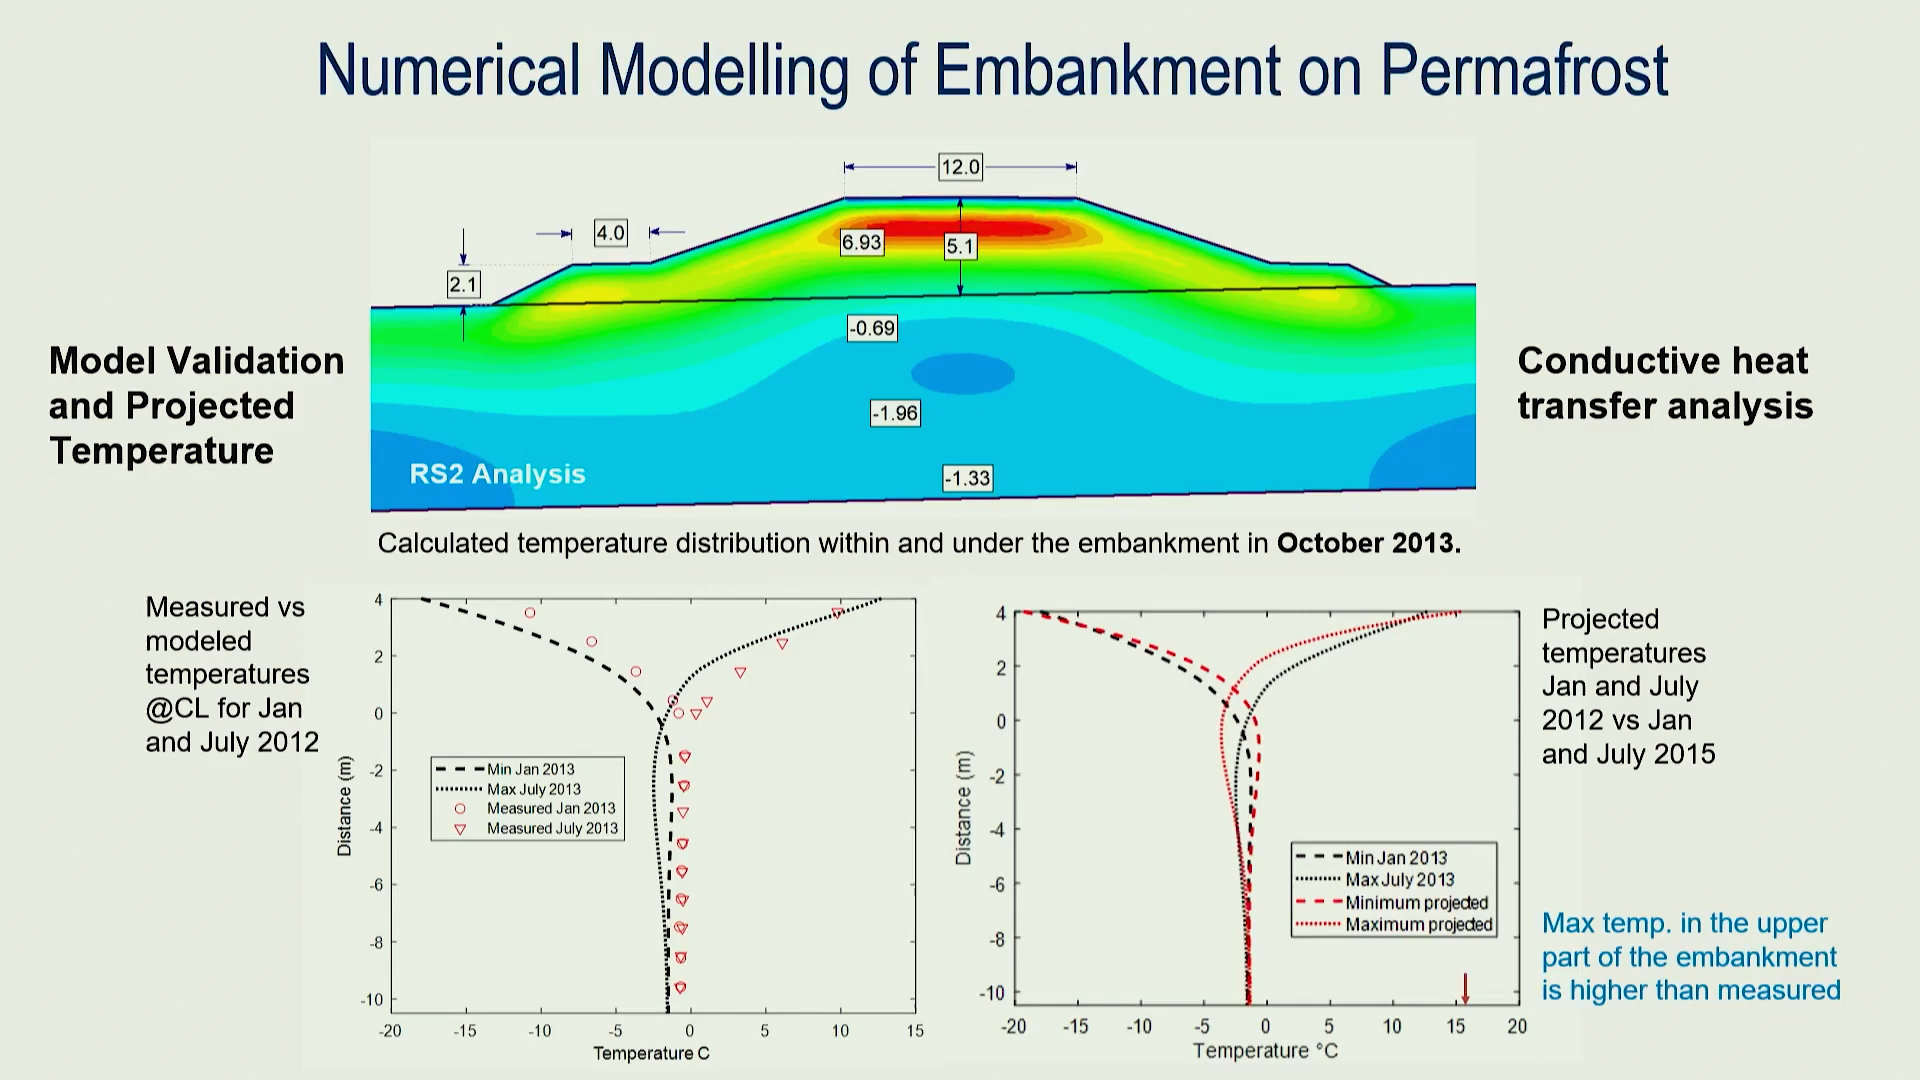 Numerical Modelling of Embankment on Permafrost
12.0
4.0
6.93
5.1
2.1
-0.69
-1.96
-1.33
RS2 Analysis
Model Validation
and Projected
Temperature
Conductive heat
transfer analysis
Calculated temperature distribution within and under the embankment in October 2013.
Measured vs
modeled
temperatures
@CL for Jan
and July 2012
4
2
0
-2
-4
-6
-8
-10
Distance (m)
Min Jan 2013
Max July 2013
Measured Jan 2013
Measured July 2013
-20 -15 -10 -5 0 5 10 15
Temperature C
4
2
0
-2
-4
-6
-8
-10
Distance (m)
Min Jan 2013
Max July 2013
Minimum projected
Maximum projected
-20 -15 -10 -5 0 5 10 15 20
Temperature °C
Projected
temperatures
Jan and July
2012 vs Jan
and July 2015
Max temp. in the upper
part of the embankment
is higher than measured